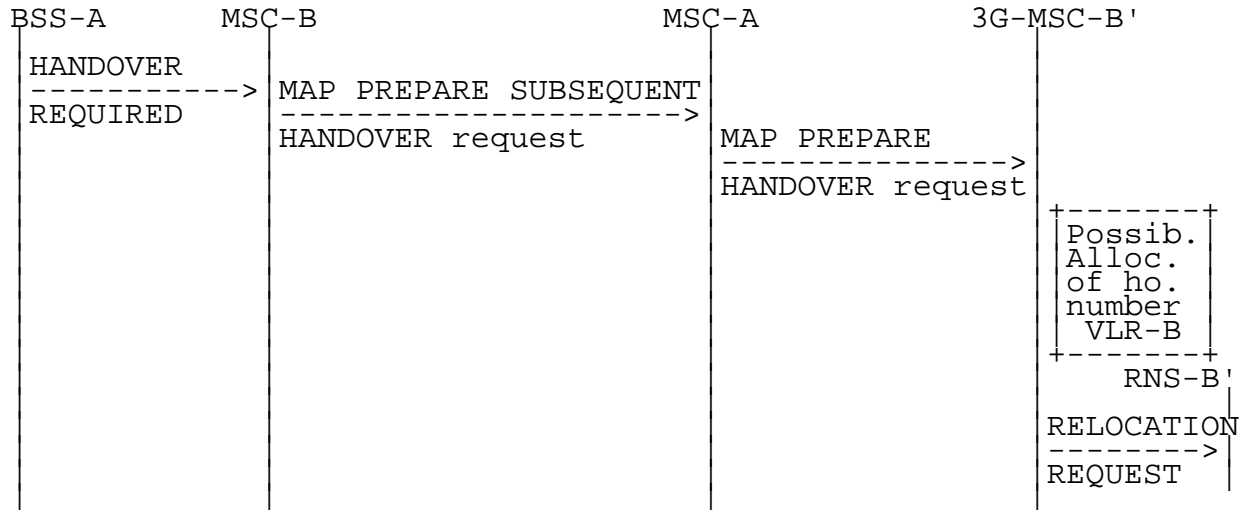 BSS-A MSC-B MSC-A 3G-MSC-B'
HANDOVER
REQUIRED
MAP PREPARE SUBSEQUENT
HANDOVER request
MAP PREPARE
HANDOVER request
Possib.
Alloc.
of ho.
number
VLR-B
RNS-B'
RELOCATION
REQUEST